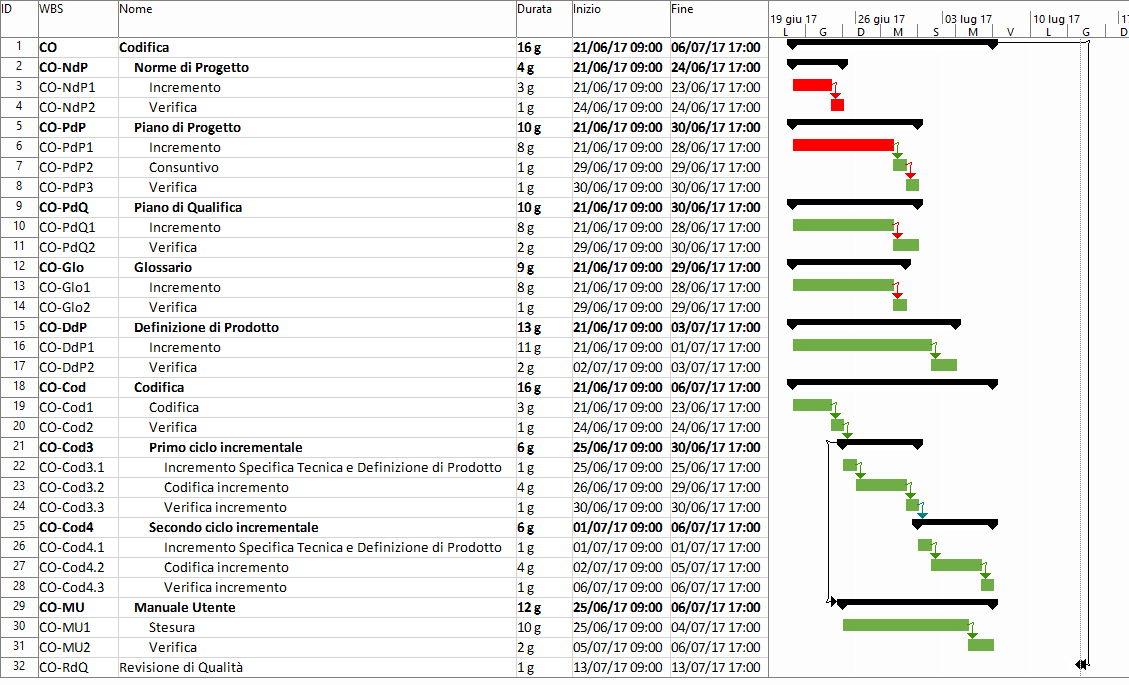 ID WBS Nome Durata Inizio Fine
19 giu 17 26 giu 17 03 lug 17 10 lug 17 17
L G D M S M V L G D
1 CO Codifica 16 g 21/06/17 09:00 06/07/17 17:00
2 CO-NdP Norme di Progetto 4 g 21/06/17 09:00 24/06/17 17:00
3 CO-NdP1 Incremento 3 g 21/06/17 09:00 23/06/17 17:00
4 CO-NdP2 Verifica 1 g 24/06/17 09:00 24/06/17 17:00
5 CO-PdP Piano di Progetto 10 g 21/06/17 09:00 30/06/17 17:00
6 CO-PdP1 Incremento 8 g 21/06/17 09:00 28/06/17 17:00
7 CO-PdP2 Consuntivo 1 g 29/06/17 09:00 29/06/17 17:00
8 CO-PdP3 Verifica 1 g 30/06/17 09:00 30/06/17 17:00
9 CO-PdQ Piano di Qualifica 10 g 21/06/17 09:00 30/06/17 17:00
10 CO-PdQ1 Incremento 8 g 21/06/17 09:00 28/06/17 17:00
11 CO-PdQ2 Verifica 2 g 29/06/17 09:00 30/06/17 17:00
12 CO-Glo Glossario 9 g 21/06/17 09:00 29/06/17 17:00
13 CO-Glo1 Incremento 8 g 21/06/17 09:00 28/06/17 17:00
14 CO-Glo2 Verifica 1 g 29/06/17 09:00 29/06/17 17:00
15 CO-DdP Definizione di Prodotto 13 g 21/06/17 09:00 03/07/17 17:00
16 CO-DdP1 Incremento 11 g 21/06/17 09:00 01/07/17 17:00
17 CO-DdP2 Verifica 2 g 02/07/17 09:00 03/07/17 17:00
18 CO-Cod Codifica 16 g 21/06/17 09:00 06/07/17 17:00
19 CO-Cod1 Codifica 3 g 21/06/17 09:00 23/06/17 17:00
20 CO-Cod2 Verifica 1 g 24/06/17 09:00 24/06/17 17:00
21 CO-Cod3 Primo ciclo incrementale 6 g 25/06/17 09:00 30/06/17 17:00
22 CO-Cod3.1 Incremento Specifica Tecnica e Definizione di Prodotto 1 g 25/06/17 09:00 25/06/17 17:00
23 CO-Cod3.2 Codifica incremento 4 g 26/06/17 09:00 29/06/17 17:00
24 CO-Cod3.3 Verifica incremento 1 g 30/06/17 09:00 30/06/17 17:00
25 CO-Cod4 Secondo ciclo incrementale 6 g 01/07/17 09:00 06/07/17 17:00
26 CO-Cod4.1 Incremento Specifica Tecnica e Definizione di Prodotto 1 g 01/07/17 09:00 01/07/17 17:00
27 CO-Cod4.2 Codifica incremento 4 g 02/07/17 09:00 05/07/17 17:00
28 CO-Cod4.3 Verifica incremento 1 g 06/07/17 09:00 06/07/17 17:00
29 CO-MU Manuale Utente 12 g 25/06/17 09:00 06/07/17 17:00
30 CO-MU1 Stesura 10 g 25/06/17 09:00 04/07/17 17:00
31 CO-MU2 Verifica 2 g 05/07/17 09:00 06/07/17 17:00
32 CO-RdQ Revisione di Qualità 1 g 13/07/17 09:00 13/07/17 17:00